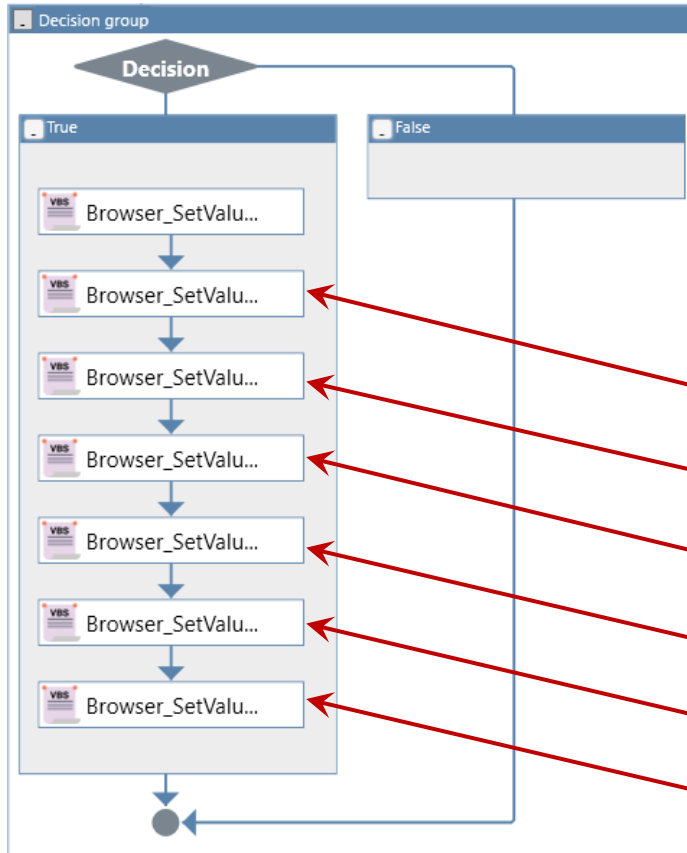 Decision group
Decision
True
False
VBS
Browser_SetValu...
VBS
Browser_SetValu...
VBS
Browser_SetValu...
VBS
Browser_SetValu...
VBS
Browser_SetValu...
VBS
Browser_SetValu...
VBS
Browser_SetValu...